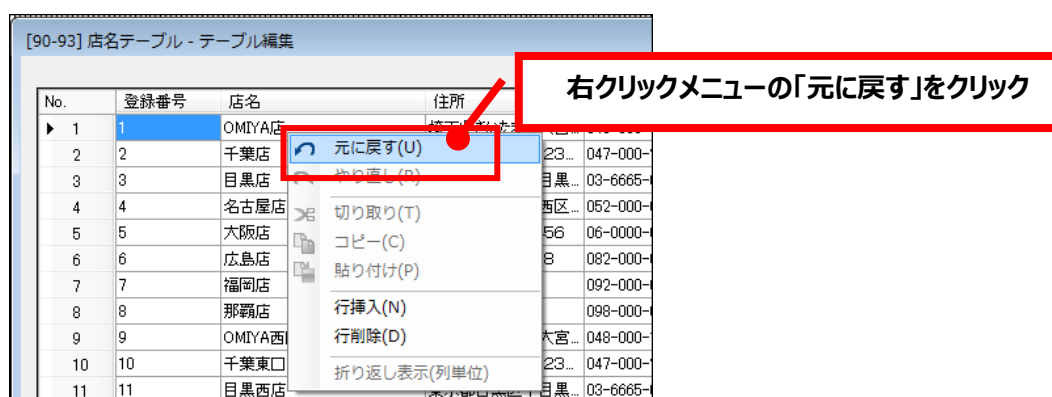 [90-93] 店名テーブル - テーブル編集
右クリックメニューの「元に戻す」をクリック
No. 登録番号 店名 住所
1 1 OMIYA店
2 2 千葉店 23... 047-000-
3 3 目黒店 目黒... 03-6665-
4 4 名古屋店 西区... 052-000-
5 5 大阪店 56 06-0000-
6 6 広島店 8 082-000-
7 7 福岡店 092-000-
8 8 那覇店 098-000-
9 9 OMIYA西 大宮... 048-000-
10 10 千葉東口 23... 047-000-
11 11 目黒西店 目黒... 03-6665-
元に戻す(U)
やり直し(R)
切り取り(T)
コピー(C)
貼り付け(P)
行挿入(N)
行削除(D)
折り返し表示(列単位)